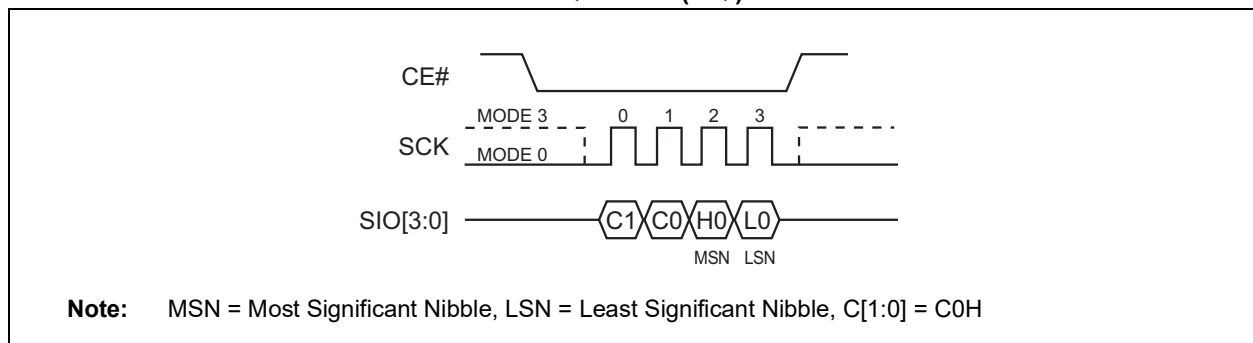 CE#
MODE 3 0 1 2 3
SCK
MODE 0
SIO[3:0] C1 C0 H0 L0
MSN LSN
Note: MSN = Most Significant Nibble, LSN = Least Significant Nibble, C[1:0] = C0H